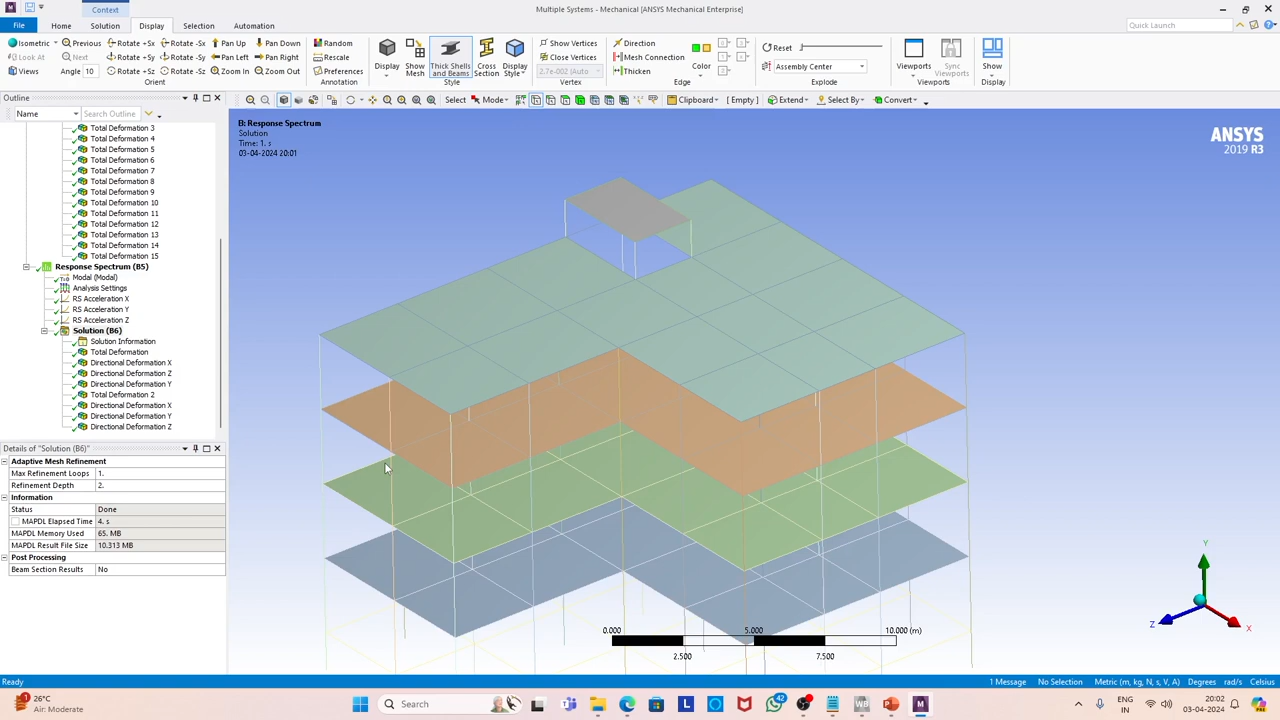 Context
Multiple Systems - Mechanical [ANSYS Mechanical Enterprise]
File
Home
Solution
Display
Selection
Automation
Quick Launch
Isometric
Previous
Rotate +Sx
Rotate -Sx
Pan Up
Pan Down
Random
Show Vertices
Direction
Reset
Look At
Next
Rotate +Sy
Rotate -Sy
Pan Left
Pan Right
Rescale
Close Vertices
Mesh Connection
Assembly Center
Views
Angle 10
Rotate +Sz
Rotate -Sz
Zoom In
Zoom Out
Preferences
2.7e-002 (Auto
Thicken
Display
Show Mesh
Thick Shells and Beams
Cross Section
Display Style
Color
Viewports
Sync Viewports
Show
Orient
Annotation
Style
Vertex
Edge
Explode
Viewports
Display
Outline
Name
Search Outline
Select
Mode
Clipboard
[ Empty ]
Extend
Select By
Convert
Total Deformation 3
Total Deformation 4
Total Deformation 5
Total Deformation 6
Total Deformation 7
Total Deformation 8
Total Deformation 9
Total Deformation 10
Total Deformation 11
Total Deformation 12
Total Deformation 13
Total Deformation 14
Total Deformation 15
Response Spectrum (B5)
Modal (Modal)
Analysis Settings
RS Acceleration X
RS Acceleration Y
RS Acceleration Z
Solution (B6)
Solution Information
Total Deformation
Directional Deformation X
Directional Deformation Z
Directional Deformation Y
Total Deformation 2
Directional Deformation X
Directional Deformation Y
Directional Deformation Z
Details of "Solution (B6)"
Adaptive Mesh Refinement
Max Refinement Loops 1.
Refinement Depth 2.
Information
Status Done
MAPDL Elapsed Time 4. s
MAPDL Memory Used 65. MB
MAPDL Result File Size 10.313 MB
Post Processing
Beam Section Results No
B: Response Spectrum
Solution
Time: 1. s
03-04-2024 20:01
ANSYS
2019 R3
0.000
5.000
10.000 (m)
2.500
7.500
Y
Z
X
Ready
1 Message
No Selection
Metric (m, kg, N, s, V, A)
Degrees
rad/s
Celsius
26°C
Air: Moderate
Search
42
ENG
IN
20:02
03-04-2024